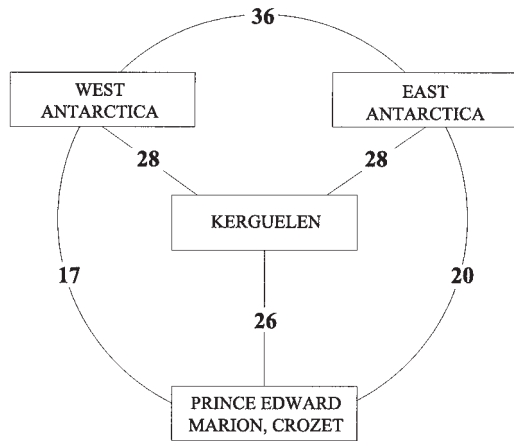 36
WEST
ANTARCTICA
EAST
ANTARCTICA
28
28
KERGUELEN
17
20
26
PRINCE EDWARD
MARION, CROZET